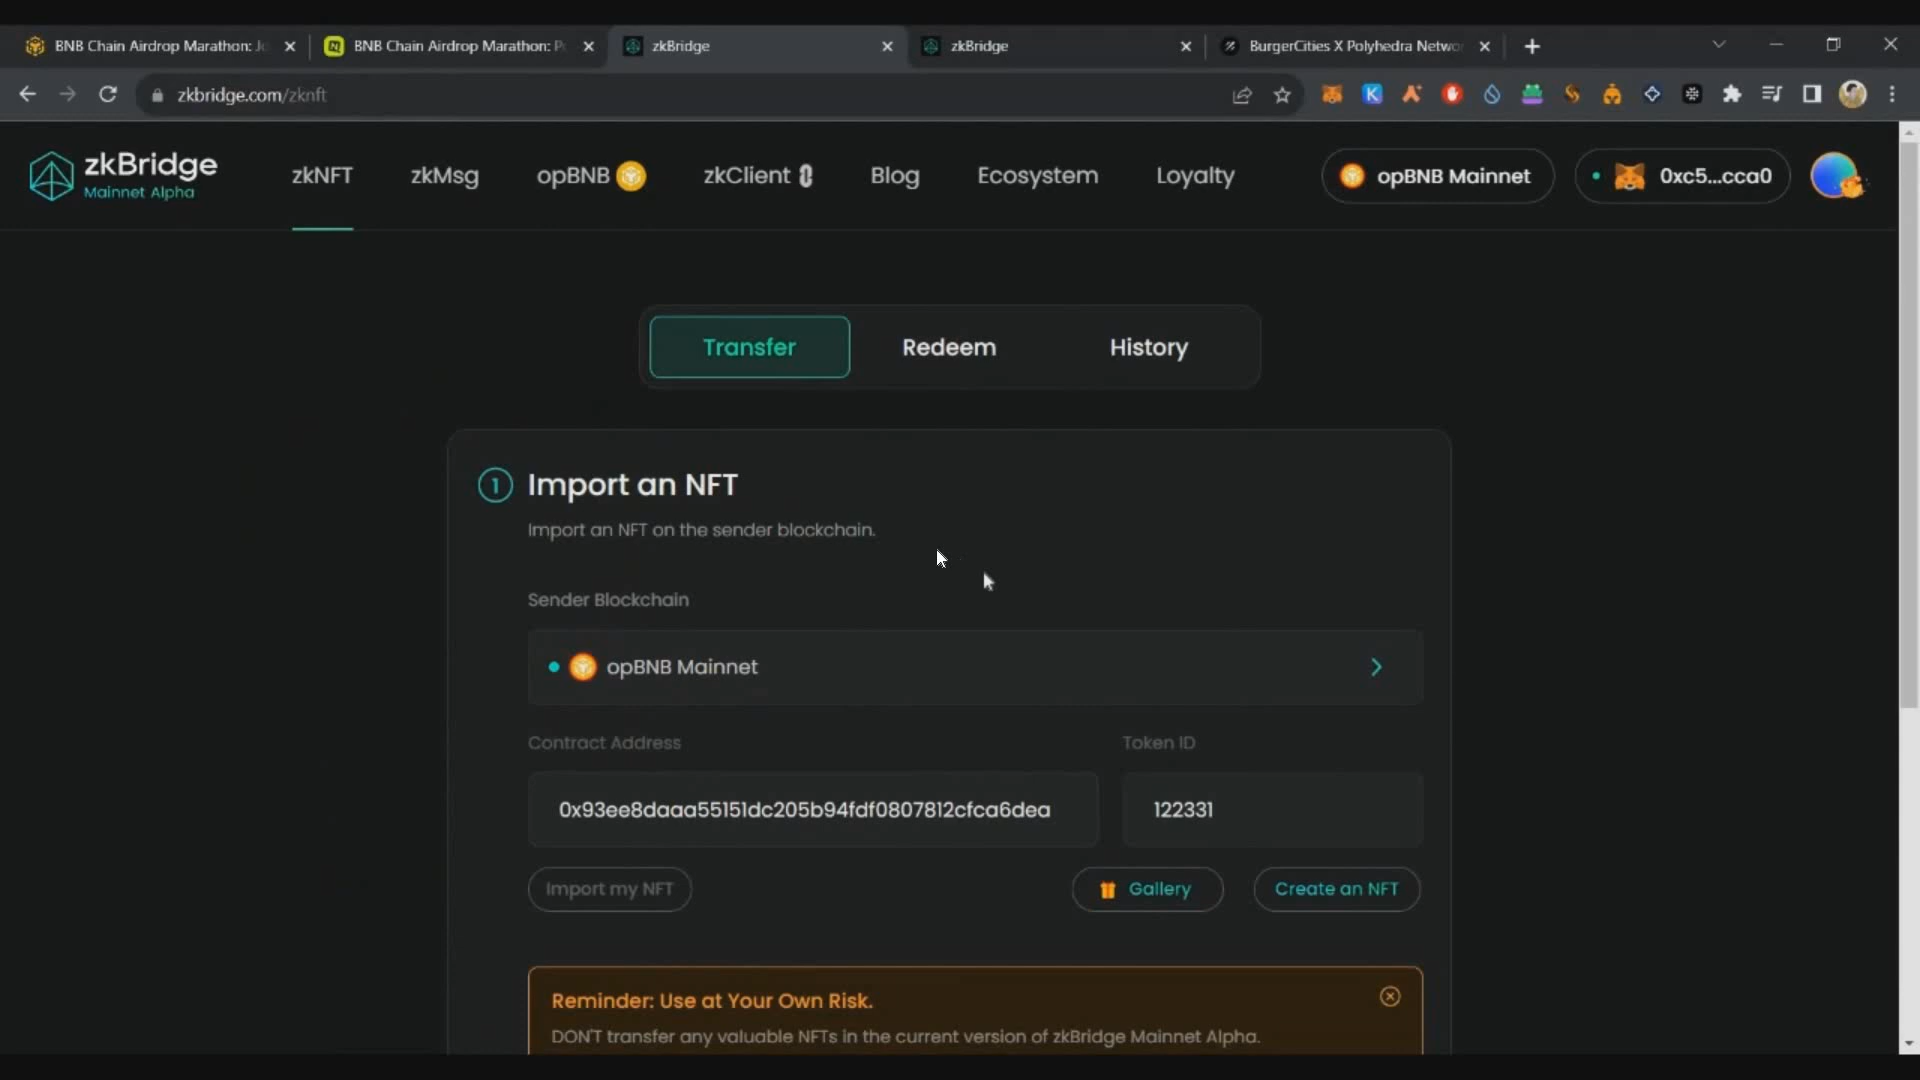 BNB Chain Airdrop Marathon: Jo
BNB Chain Airdrop Marathon: Po
zkBridge
zkBridge
BurgerCities X Polyhedra Networ
zkbridge.com/zknft
zkBridge
Mainnet Alpha
zkNFT
zkMsg
opBNB
zkClient
Blog
Ecosystem
Loyalty
opBNB Mainnet
0xc5...cca0
Transfer
Redeem
History
1 Import an NFT
Import an NFT on the sender blockchain.
Sender Blockchain
opBNB Mainnet
Contract Address
Token ID
0x93ee8daaa55151dc205b94fdf0807812cfca6dea
122331
Import my NFT
Gallery
Create an NFT
Reminder: Use at Your Own Risk.
DON'T transfer any valuable NFTs in the current version of zkBridge Mainnet Alpha.